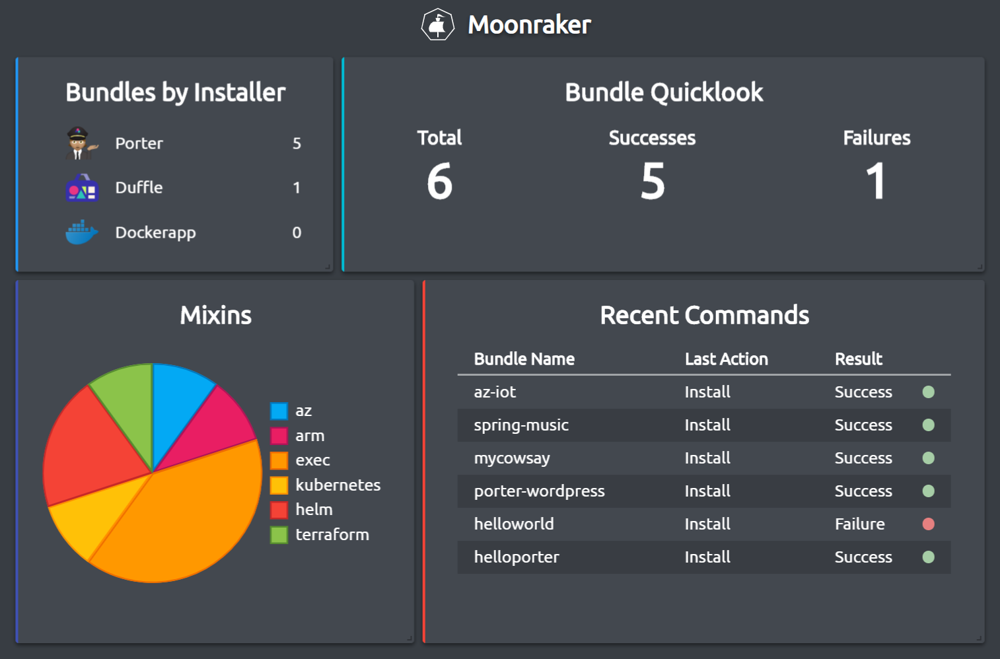 Moonraker
Bundles by Installer
Porter 5
Duffle 1
Dockerapp 0
Bundle Quicklook
Total Successes Failures
6 5 1
Mixins
az
arm
exec
kubernetes
helm
terraform
Recent Commands
Bundle Name Last Action Result
az-iot Install Success
spring-music Install Success
mycowsay Install Success
porter-wordpress Install Success
helloworld Install Failure
helloporter Install Success